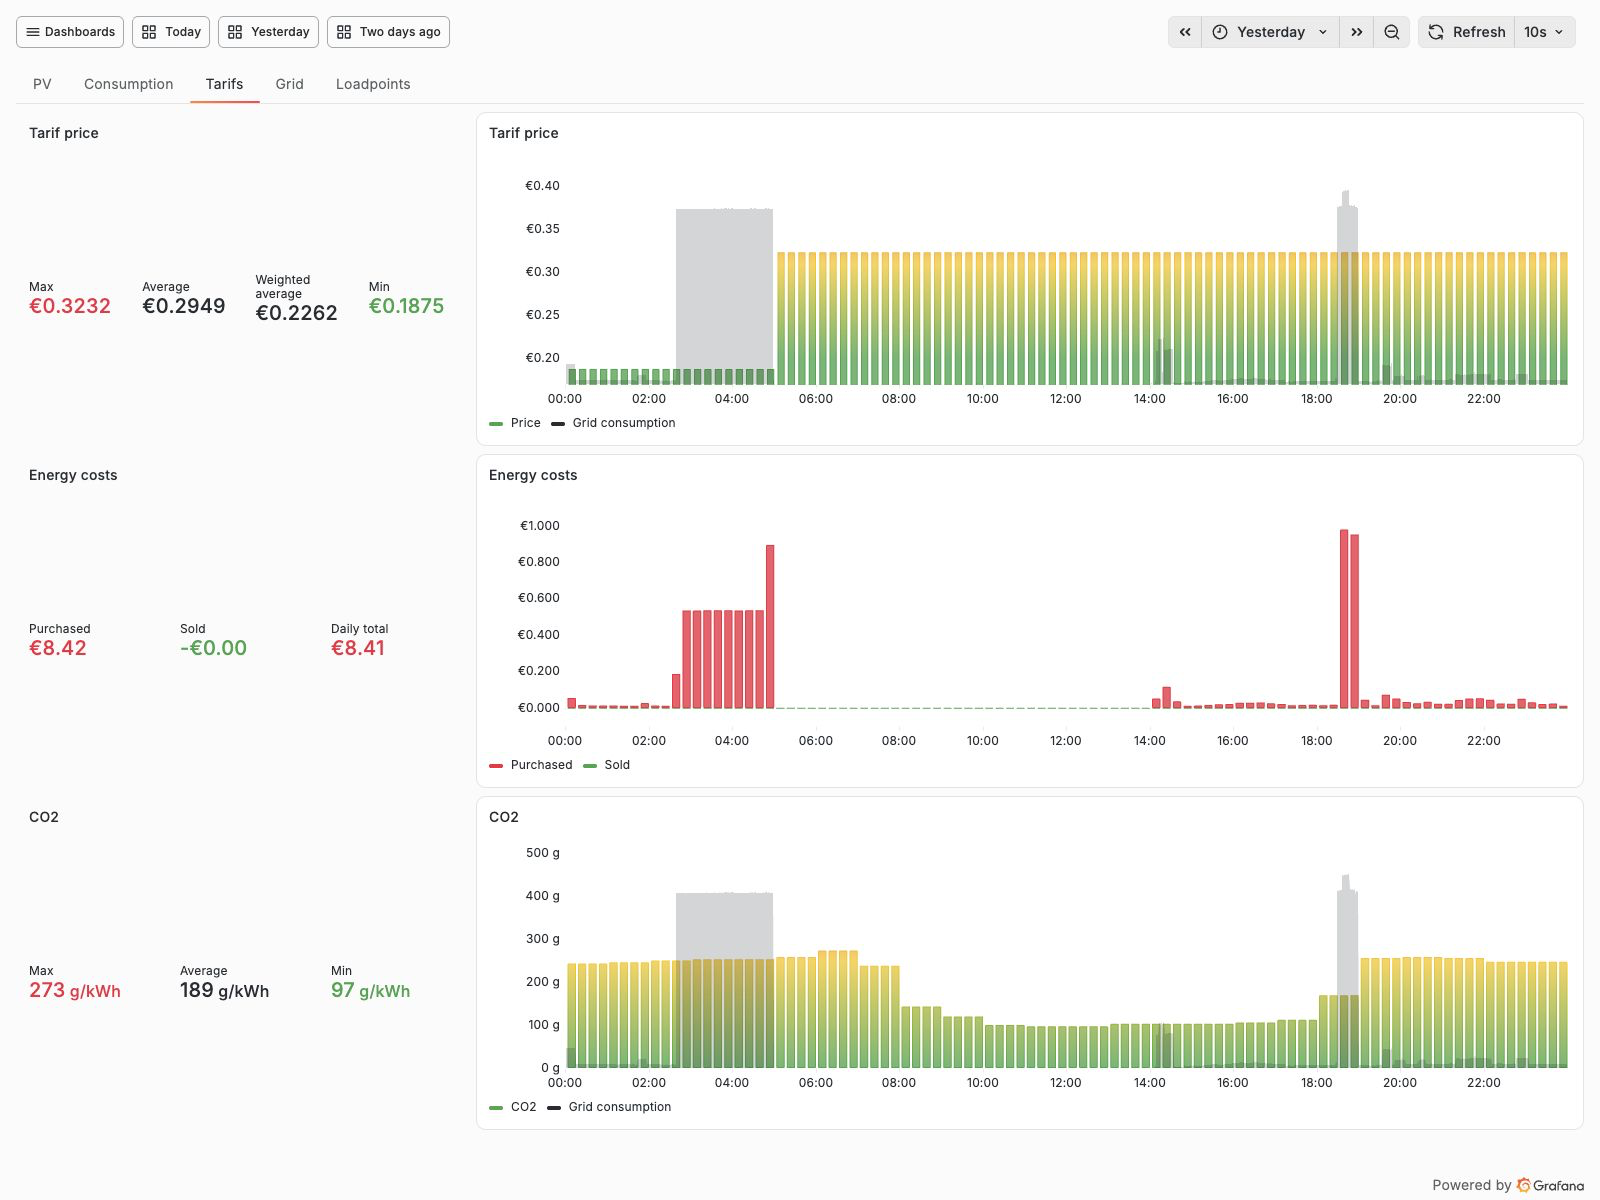 Dashboards Today Yesterday Two days ago Yesterday Refresh 10s
PV Consumption Tarifs Grid Loadpoints
Tarif price
Max
€0.3232
Average
€0.2949
Weighted
average
€0.2262
Min
€0.1875
Tarif price
€0.40
€0.35
€0.30
€0.25
€0.20
00:00 02:00 04:00 06:00 08:00 10:00 12:00 14:00 16:00 18:00 20:00 22:00
Price Grid consumption
Energy costs
Purchased
€8.42
Sold
-€0.00
Daily total
€8.41
Energy costs
€1.000
€0.800
€0.600
€0.400
€0.200
€0.000
00:00 02:00 04:00 06:00 08:00 10:00 12:00 14:00 16:00 18:00 20:00 22:00
Purchased Sold
CO2
Max
273 g/kWh
Average
189 g/kWh
Min
97 g/kWh
CO2
500 g
400 g
300 g
200 g
100 g
0 g
00:00 02:00 04:00 06:00 08:00 10:00 12:00 14:00 16:00 18:00 20:00 22:00
CO2 Grid consumption
Powered by Grafana